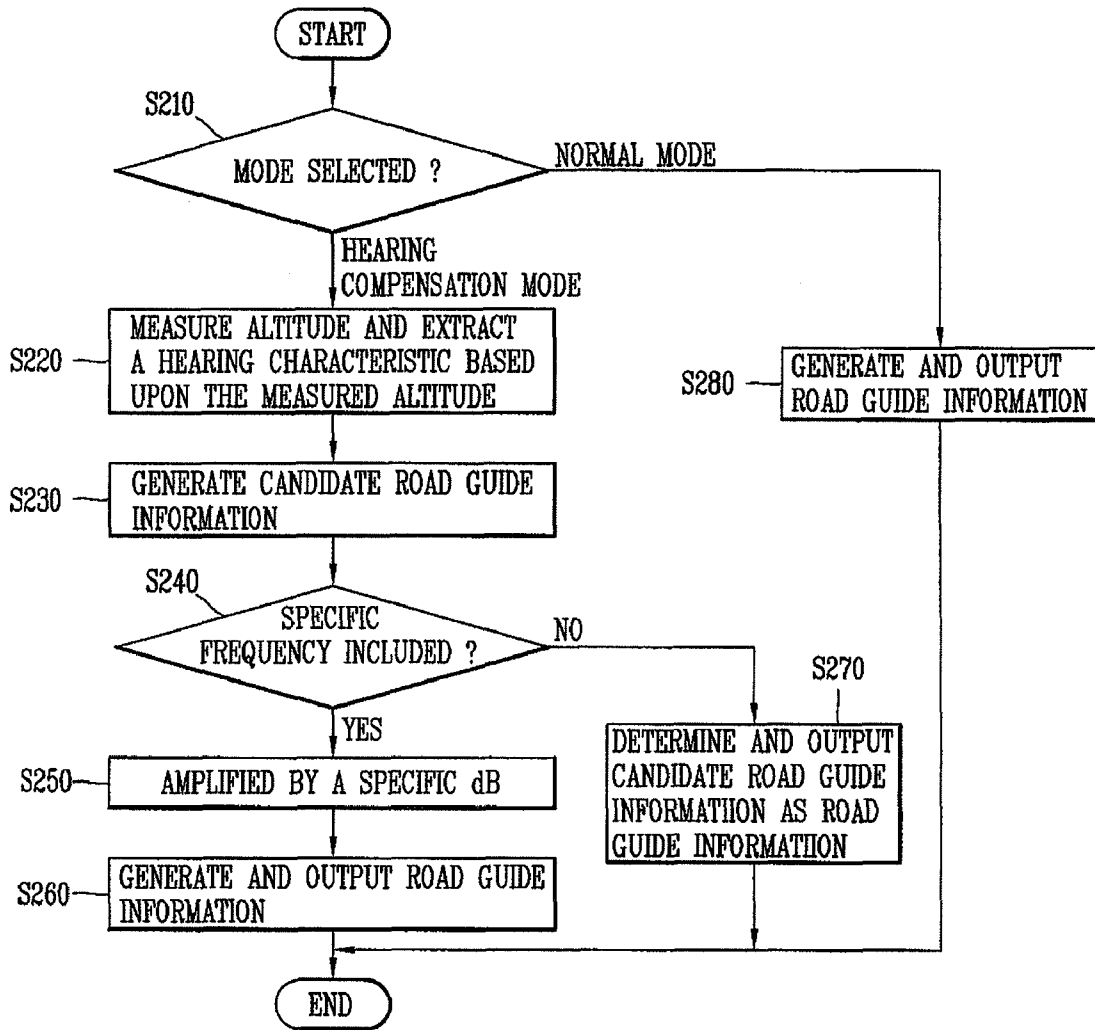 START
S210
MODE SELECTED ?
NORMAL MODE
HEARING
COMPENSATION MODE
S220
MEASURE ALTITUDE AND EXTRACT
A HEARING CHARACTERISTIC BASED
UPON THE MEASURED ALTITUDE
S280
GENERATE AND OUTPUT
ROAD GUIDE INFORMATION
S230
GENERATE CANDIDATE ROAD GUIDE
INFORMATION
S240
SPECIFIC
FREQUENCY INCLUDED ?
NO
YES
S270
DETERMINE AND OUTPUT
CANDIDATE ROAD GUIDE
INFORMATIION AS ROAD
GUIDE INFORMATIION
S250
AMPLIFIED BY A SPECIFIC dB
S260
GENERATE AND OUTPUT ROAD GUIDE
INFORMATION
END